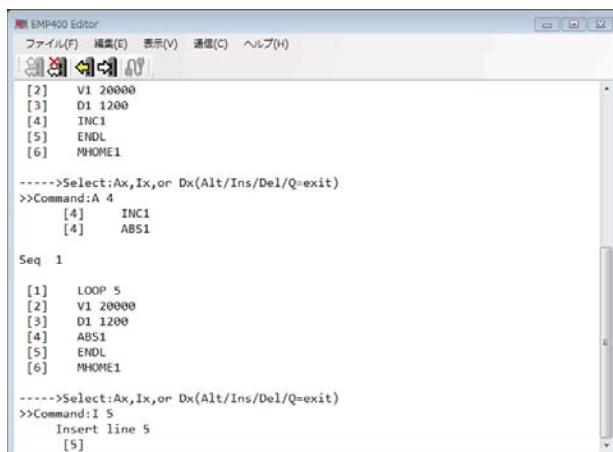 EMP400 Editor
ファイル(F) 編集(E) 表示(V) 通信(C) ヘルプ(H)
[2] V1 20000
[3] D1 1200
[4] INC1
[5] ENDL
[6] MHOME1
----->Select:Ax,Ix,or Dx(Alt/Ins/Del/Q=exit)
>>Command:A 4
[4] INC1
[4] ABS1
Seq 1
[1] LOOP 5
[2] V1 20000
[3] D1 1200
[4] ABS1
[5] ENDL
[6] MHOME1
----->Select:Ax,Ix,or Dx(Alt/Ins/Del/Q=exit)
>>Command:I 5
Insert line 5
[5]